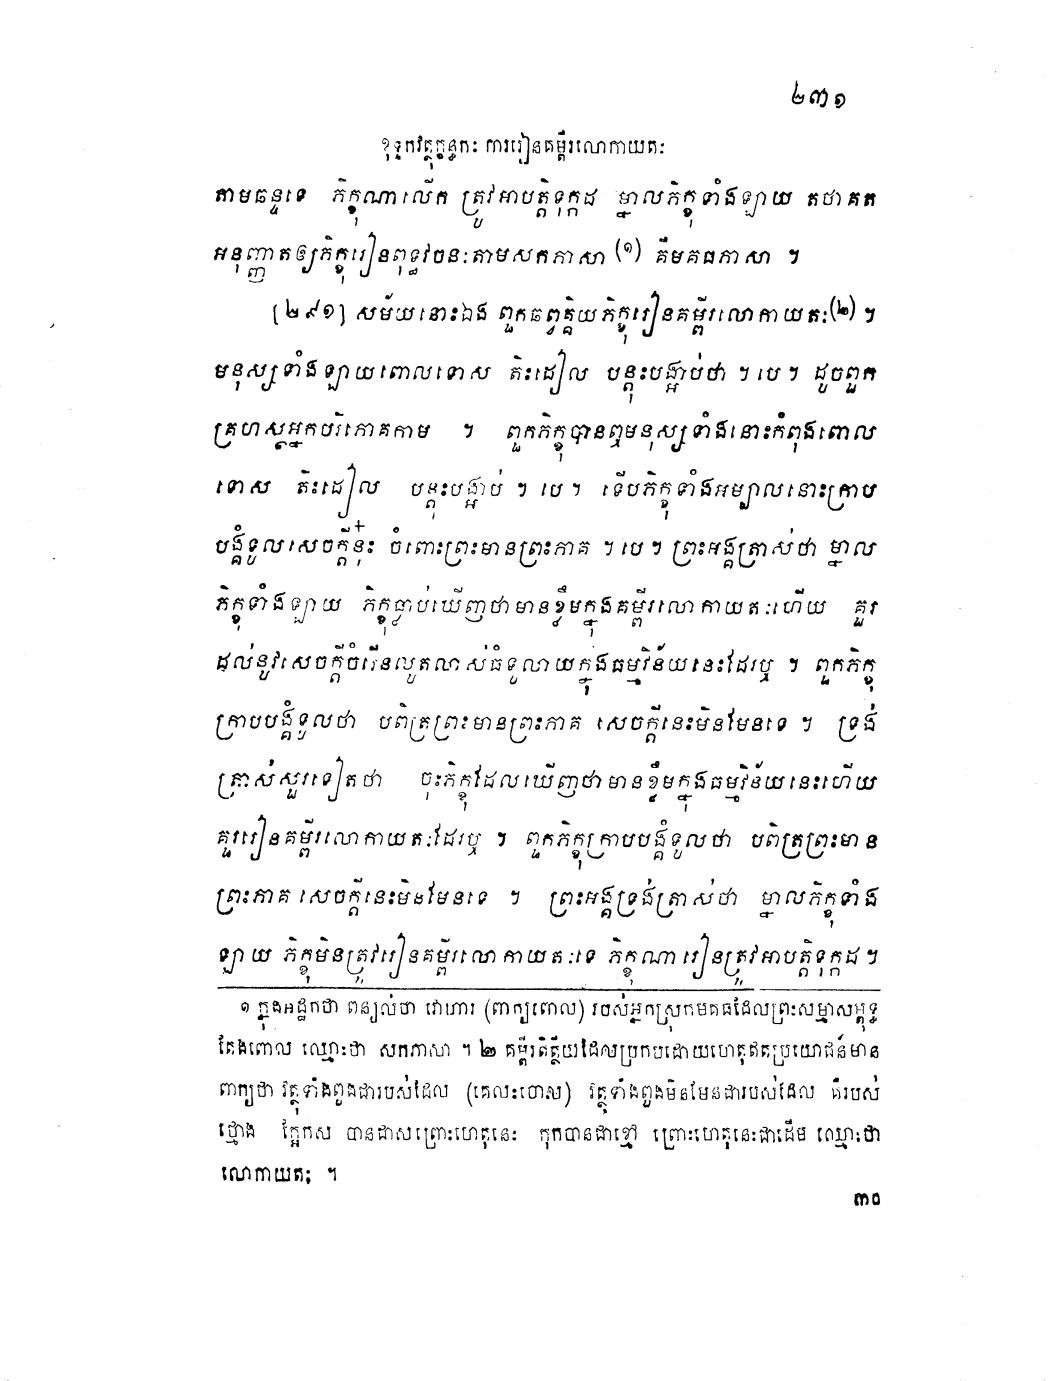 ២៣១
ខុទ្ទកវត្ថុក្ខន្ធកៈ ការរៀនគម្ពីរលោកាយតៈ
តាមឆន្ទទេ ភិក្ខុណាលើក ត្រូវអាបត្តិទុក្កដ ម្នាលភិក្ខុទាំងឡាយ តថាគត
អនុញ្ញាតឲ្យភិក្ខុរៀនពុទ្ធវចនៈតាមសកភាសា (១) គឺមគធភាសា ។
[២៩១] សម័យនោះឯង ពួកឆព្វគ្គិយភិក្ខុរៀនគម្ពីរលោកាយតៈ(២) ។
មនុស្សទាំងឡាយពោលទោស តិះដៀល បន្តុះបង្អាប់ថា ។ បេ ។ ដូចពួក
គ្រហស្ថអ្នកបរិភោគកាម ។ ពួកភិក្ខុបានឮមនុស្សទាំងនោះកំពុងពោល
ទោស តិះដៀល បន្តុះបង្អាប់ ។ បេ ។ ទើបភិក្ខុទាំងអម្បាលនោះក្រាប
បង្គំទូលសេចក្តីនុ៎ះ ចំពោះព្រះមានព្រះភាគ ។ បេ ។ ព្រះអង្គត្រាស់ថា ម្នាល
ភិក្ខុទាំងឡាយ ភិក្ខុធ្លាប់ឃើញថាមានខ្លឹមក្នុងគម្ពីរលោកាយតៈហើយ គួរ
ដល់នូវសេចក្តីចំរើនលូតលាស់ធំទូលាយក្នុងធម្មវិន័យនេះដែរឬ ។ ពួកភិក្ខុ
ក្រាបបង្គំទូលថា បពិត្រព្រះមានព្រះភាគ សេចក្តីនេះមិនមែនទេ ។ ទ្រង់
ត្រាស់សួរទៀតថា ចុះភិក្ខុដែលឃើញថាមានខ្លឹមក្នុងធម្មវិន័យនេះហើយ
គួររៀនគម្ពីរលោកាយតៈដែរឬ ។ ពួកភិក្ខុក្រាបបង្គំទូលថា បពិត្រព្រះមាន
ព្រះភាគ សេចក្តីនេះមិនមែនទេ ។ ព្រះអង្គទ្រង់ត្រាស់ថា ម្នាលភិក្ខុទាំង
ឡាយ ភិក្ខុមិនត្រូវរៀនគម្ពីរលោកាយតៈទេ ភិក្ខុណារៀនត្រូវអាបត្តិទុក្កដ ។
១ ក្នុងអដ្ឋកថា ពន្យល់ថា វោហារ (ពាក្យពោល) របស់អ្នកស្រុកមគធដែលព្រះសម្មាសម្ពុទ្ធ
តែងពោល ឈ្មោះថា សកភាសា ។ ២ គម្ពីរតិរ្ថិយដែលប្រកបដោយហេតុឥតប្រយោជន៍មាន
ពាក្យថា វត្ថុទាំងពួងជារបស់ដែល (គេលះចោស) វត្ថុទាំងពួងមិនមែនជារបស់ដែល គឺរបស់
ថ្មោង ក្អែកស បានជាសព្រោះហេតុនេះ កុកបានជាខ្មៅ ព្រោះហេតុនេះជាដើម ឈ្មោះថា
លោកាយតៈ ។
៣០